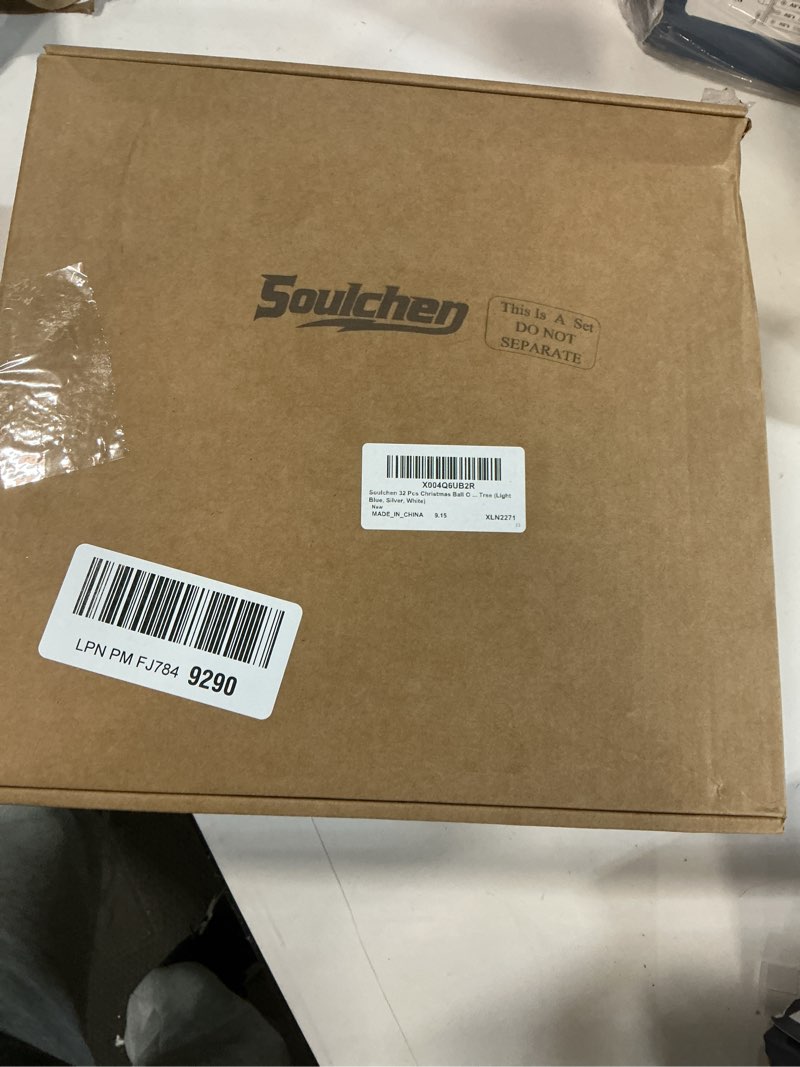 Soulchen
This Is A Set
DO NOT
SEPARATE
X004Q6UB2R
Soulchen 32 Pcs Christmas Ball O ... Tree (Light
Blue, Silver, White)
New
MADE_IN_CHINA 9.15 XLN2271
LPN PM FJ784 9290